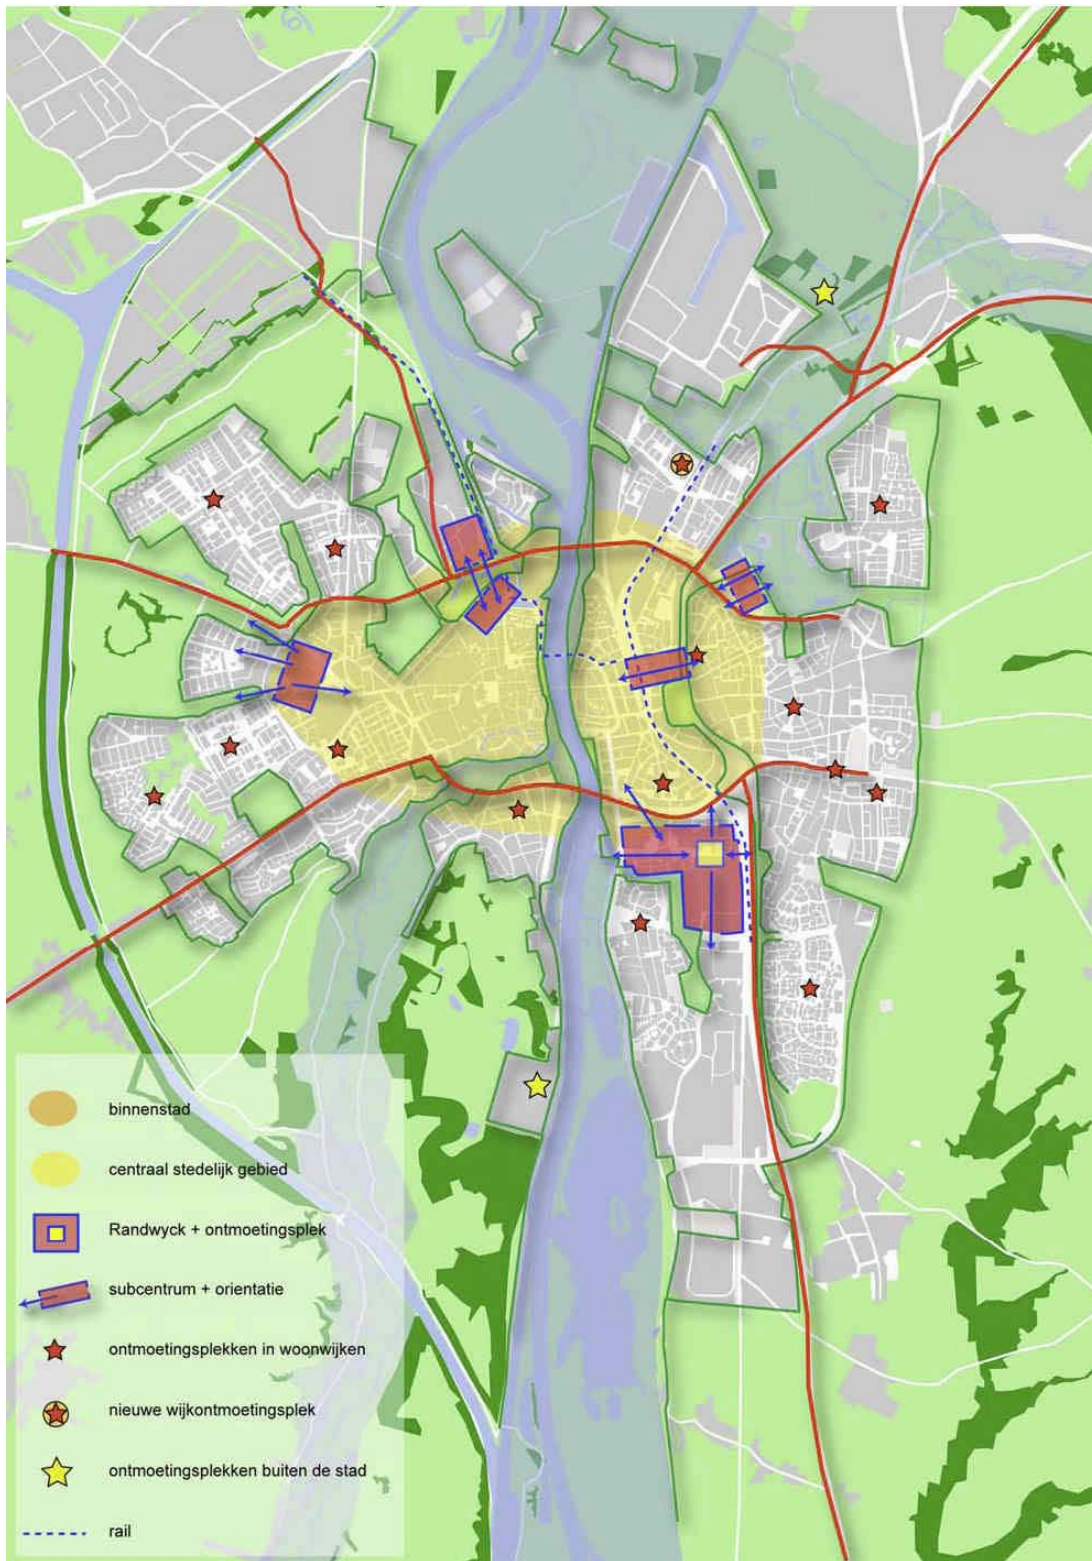 binnenstad
centraal stedelijk gebied
Randwyck + ontmoetingsplek
subcentrum + orientatie
ontmoetingsplekken in woonwijken
nieuwe wijkontmoetingsplek
ontmoetingsplekken buiten de stad
rail